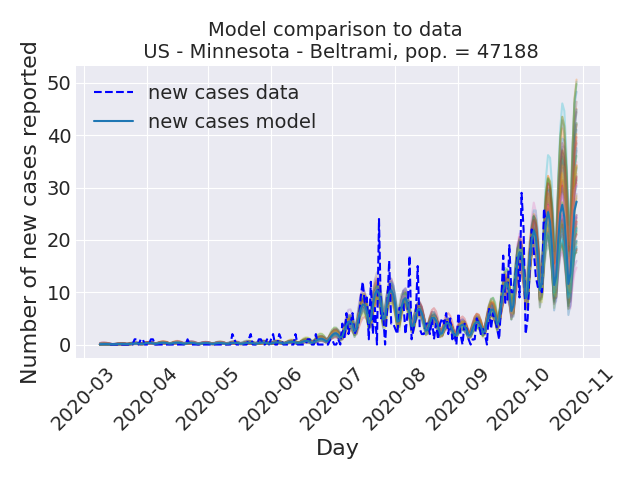 Model comparison to data
US - Minnesota - Beltrami, pop. = 47188
new cases data
new cases model
Number of new cases reported
50
40
30
20
10
0
2020-03
2020-04
2020-05
2020-06
2020-07
2020-08
2020-09
2020-10
2020-11
Day